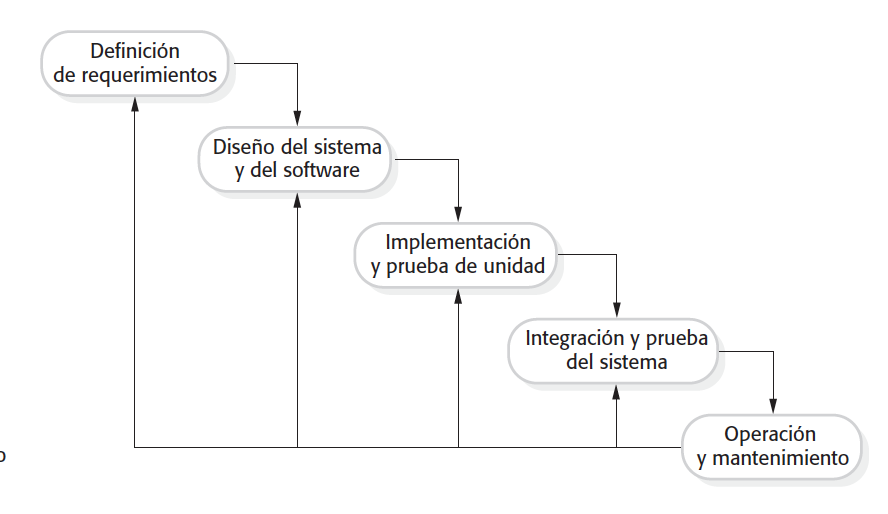 Definición
de requerimientos
Diseño del sistema
y del software
Implementación
y prueba de unidad
Integración y prueba
del sistema
Operación
y mantenimiento
o